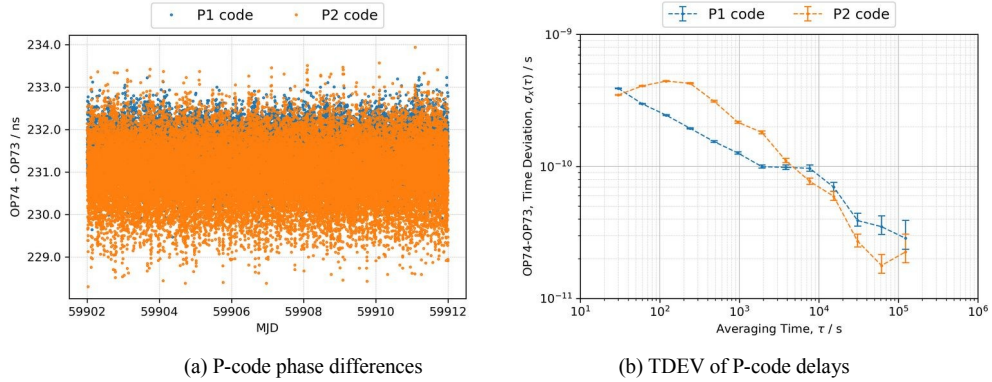 P1 code P2 code
234.0
233.0
232.0
231.0
230.0
229.0
OP74 - OP73 / ns
59902 59904 59906 59908 59910 59912
MJD
(a) P-code phase differences
P1 code P2 code
10⁻⁹
10⁻¹⁰
10⁻¹¹
OP74-OP73, Time Deviation, σₓ(τ) / s
10¹ 10² 10³ 10⁴ 10⁵ 10⁶
Averaging Time, τ / s
(b) TDEV of P-code delays